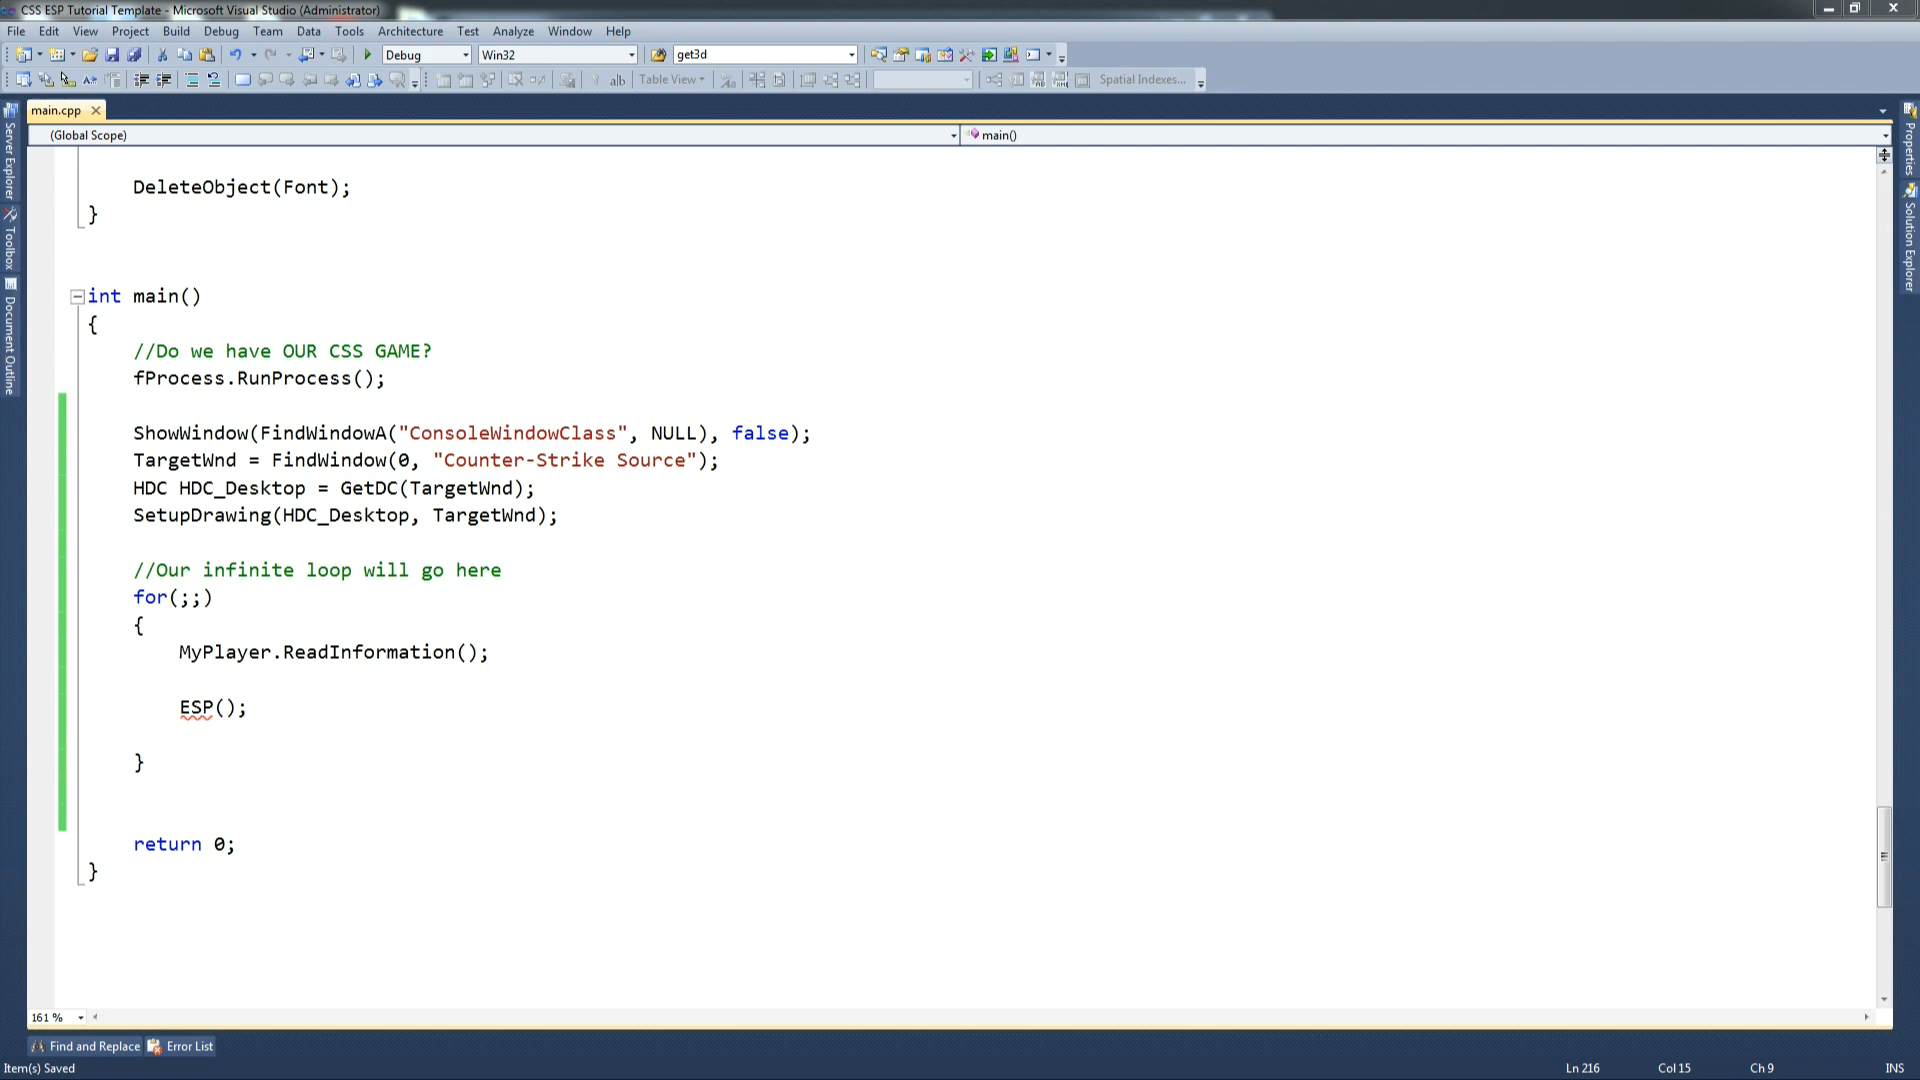 CSS ESP Tutorial Template - Microsoft Visual Studio (Administrator)
File Edit View Project Build Debug Team Data Tools Architecture Test Analyze Window Help
Debug Win32 get3d
Table View Spatial Indexes...
main.cpp
(Global Scope) main()
Server Explorer
Toolbox
Document Outline
Properties
Solution Explorer
DeleteObject(Font);
}
int main()
{
//Do we have OUR CSS GAME?
fProcess.RunProcess();
ShowWindow(FindWindowA("ConsoleWindowClass", NULL), false);
TargetWnd = FindWindow(0, "Counter-Strike Source");
HDC HDC_Desktop = GetDC(TargetWnd);
SetupDrawing(HDC_Desktop, TargetWnd);
//Our infinite loop will go here
for(;;)
{
MyPlayer.ReadInformation();
ESP();
}
return 0;
}
161 %
Find and Replace Error List
Item(s) Saved Ln 216 Col 15 Ch 9 INS